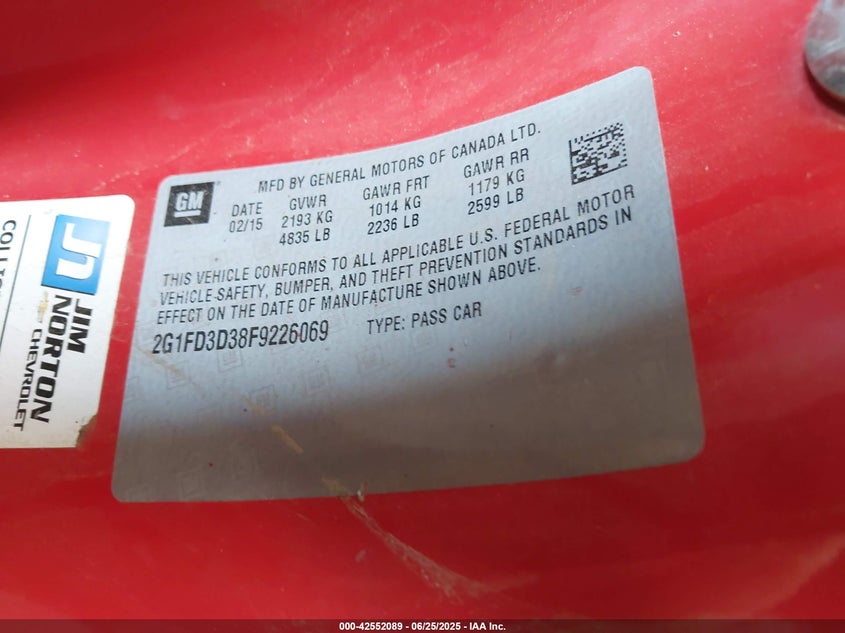 GM
MFD BY GENERAL MOTORS OF CANADA LTD.
DATE GVWR GAWR FRT GAWR RR
02/15 2193 KG 1014 KG 1179 KG
4835 LB 2236 LB 2599 LB
THIS VEHICLE CONFORMS TO ALL APPLICABLE U.S. FEDERAL MOTOR
VEHICLE-SAFETY, BUMPER, AND THEFT PREVENTION STANDARDS IN
EFFECT ON THE DATE OF MANUFACTURE SHOWN ABOVE.
2G1FD3D38F9226069 TYPE: PASS CAR
JIM
NORTON
CHEVROLET
000-42552089 - 06/25/2025 - IAA Inc.